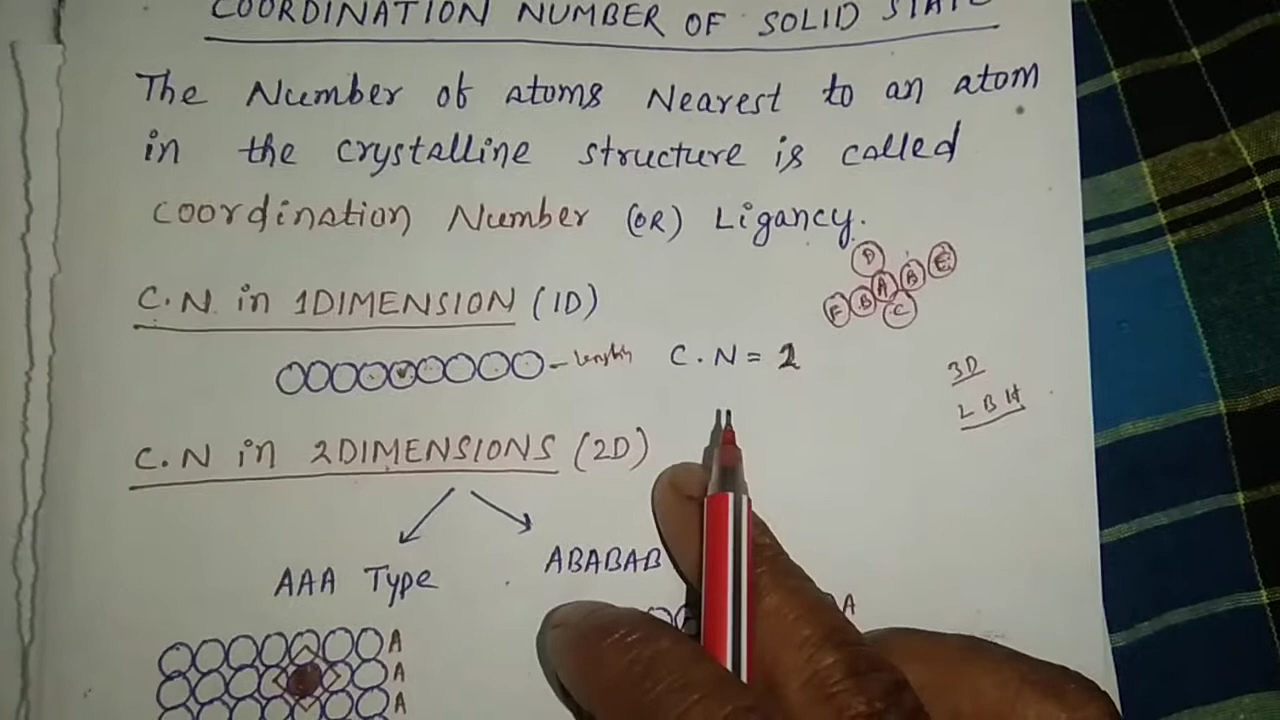 COORDINATION NUMBER OF SOLID STATE
The Number of atoms Nearest to an atom
in the crystalline structure is called
Coordination Number (OR) Ligancy.
D
A B E
F B C
C.N in 1DIMENSION (1D)
length C.N = 2
3D
L B H
C.N in 2DIMENSIONS (2D)
AAA Type
ABABAB
A
A
A
A